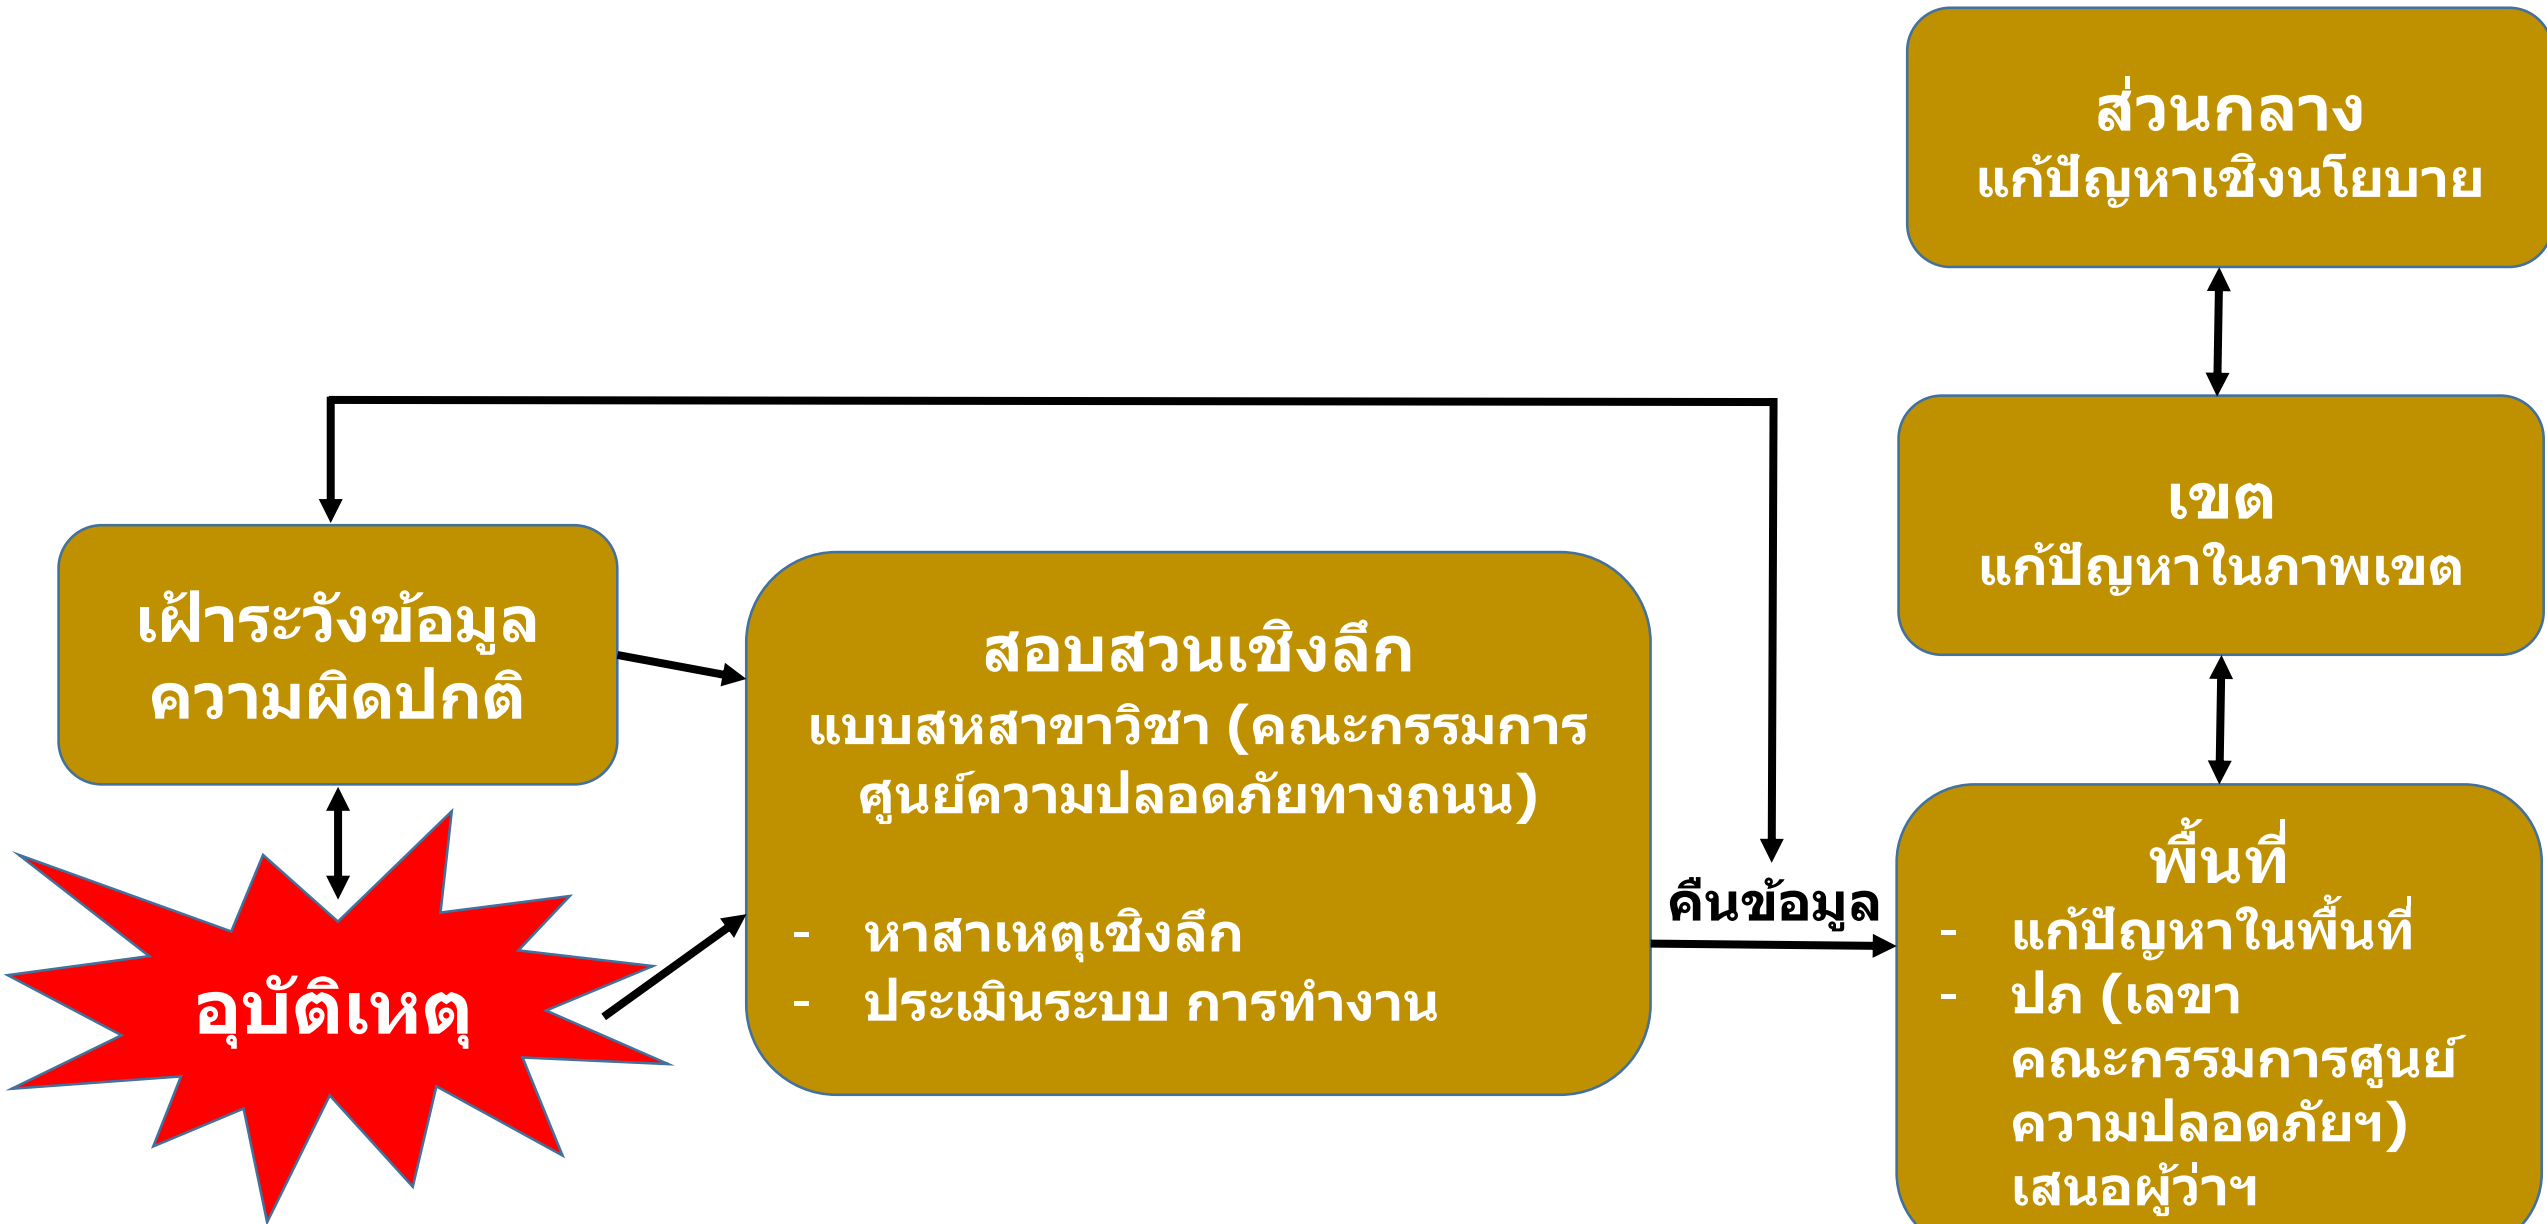 ส่วนกลาง
แก้ปัญหาเชิงนโยบาย
เขต
แก้ปัญหาในภาพเขต
เฝ้าระวังข้อมูล
ความผิดปกติ
อุบัติเหตุ
สอบสวนเชิงลึก
แบบสหสาขาวิชา (คณะกรรมการ
ศูนย์ความปลอดภัยทางถนน)
- หาสาเหตุเชิงลึก
- ประเมินระบบ การทำงาน
คืนข้อมูล
พื้นที่
- แก้ปัญหาในพื้นที่
- ปภ (เลขา
คณะกรรมการศูนย์
ความปลอดภัยฯ)
เสนอผู้ว่าฯ